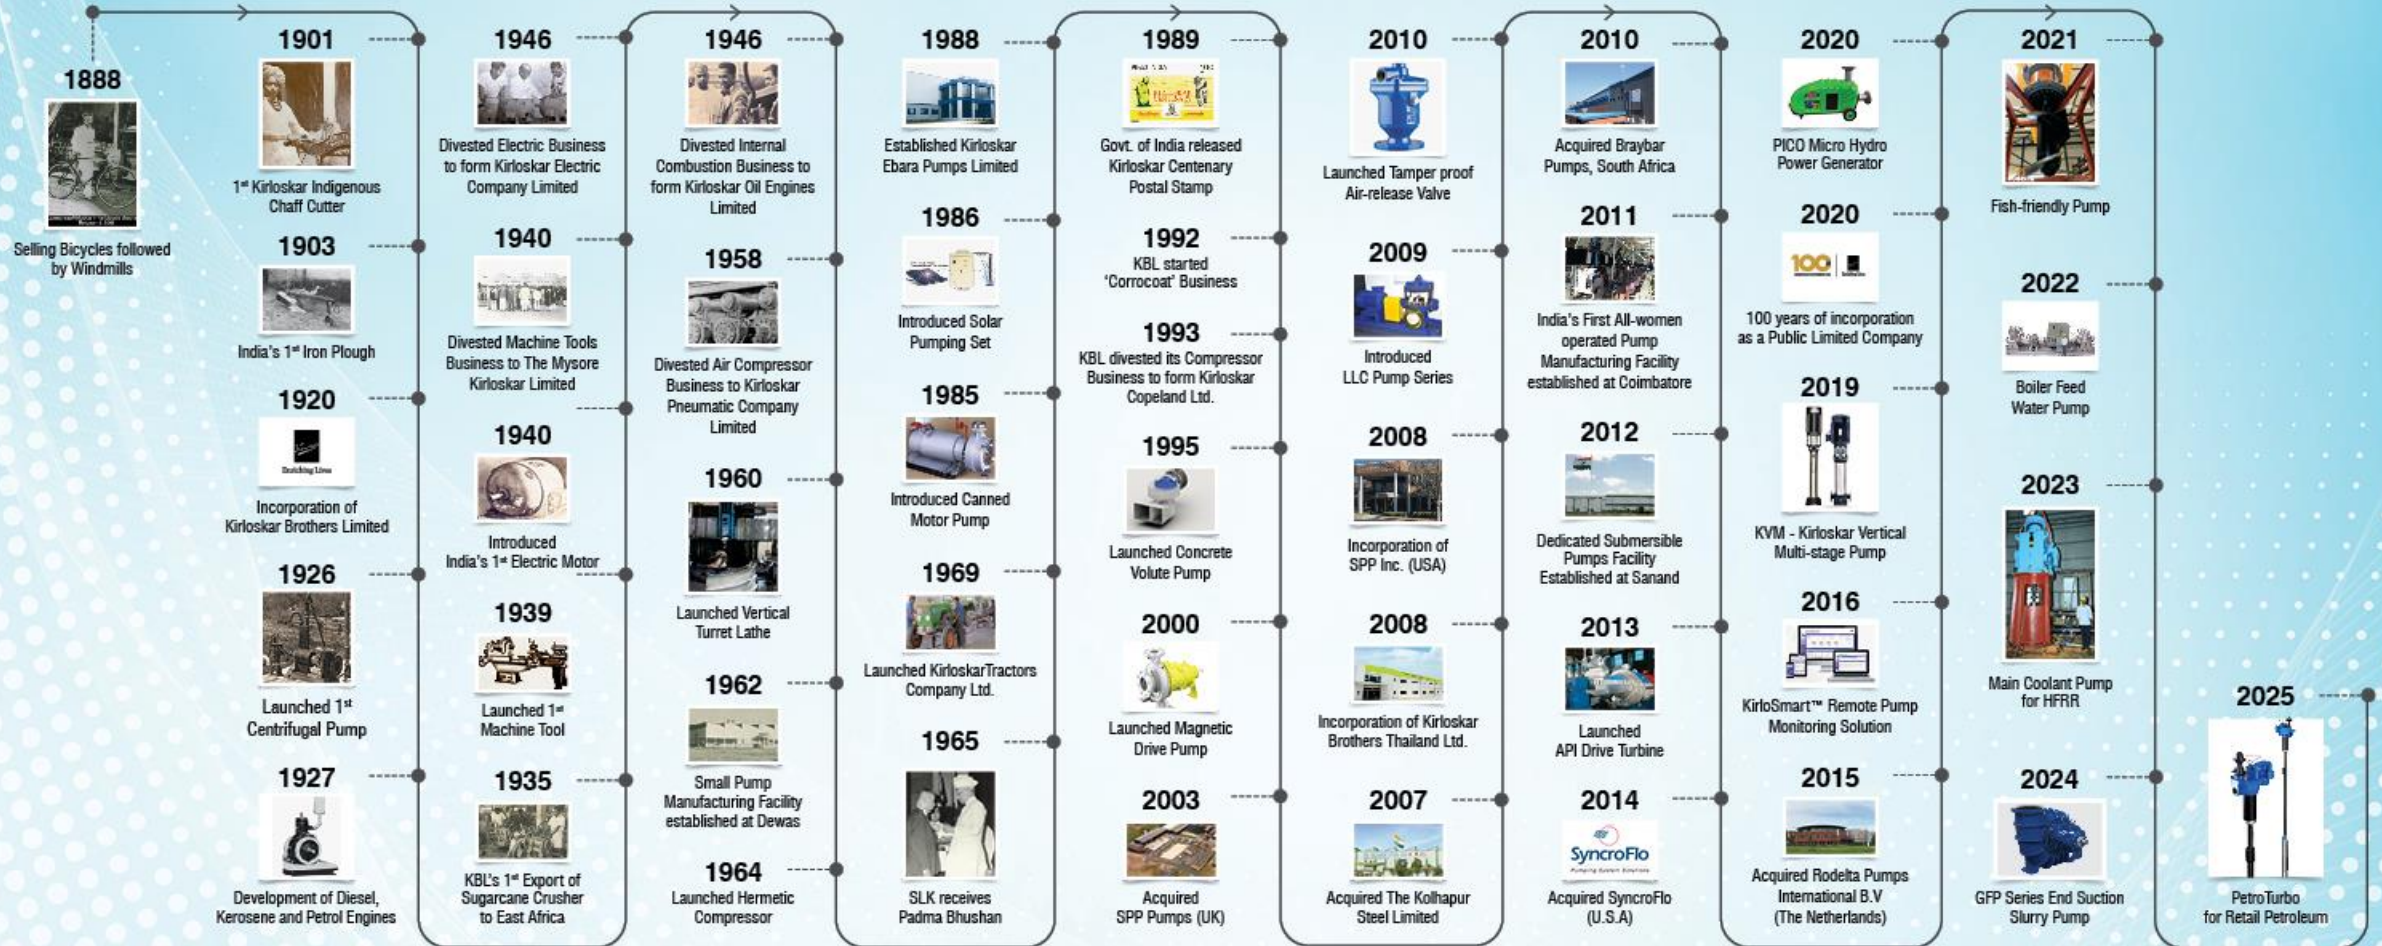 1888
Selling Bicycles followed
by Windmills
1901
1st Kirloskar Indigenous
Chaff Cutter
1903
India's 1st Iron Plough
1920
Enriching Lives
Incorporation of
Kirloskar Brothers Limited
1926
Launched 1st
Centrifugal Pump
1927
Development of Diesel,
Kerosene and Petrol Engines
1946
Divested Electric Business
to form Kirloskar Electric
Company Limited
1940
Divested Machine Tools
Business to The Mysore
Kirloskar Limited
1940
Introduced
India's 1st Electric Motor
1939
Launched 1st
Machine Tool
1935
KBL's 1st Export of
Sugarcane Crusher
to East Africa
1946
Divested Internal
Combustion Business to
form Kirloskar Oil Engines
Limited
1958
Divested Air Compressor
Business to Kirloskar
Pneumatic Company
Limited
1960
Launched Vertical
Turret Lathe
1962
Small Pump
Manufacturing Facility
established at Dewas
1964
Launched Hermetic
Compressor
1988
Established Kirloskar
Ebara Pumps Limited
1986
Introduced Solar
Pumping Set
1985
Introduced Canned
Motor Pump
1969
Launched KirloskarTractors
Company Ltd.
1965
SLK receives
Padma Bhushan
1989
Govt. of India released
Kirloskar Centenary
Postal Stamp
1992
KBL started
'Corrocoat' Business
1993
KBL divested its Compressor
Business to form Kirloskar
Copeland Ltd.
1995
Launched Concrete
Volute Pump
2000
Launched Magnetic
Drive Pump
2003
Acquired
SPP Pumps (UK)
2010
Launched Tamper proof
Air-release Valve
2009
Introduced
LLC Pump Series
2008
Incorporation of
SPP Inc. (USA)
2008
Incorporation of Kirloskar
Brothers Thailand Ltd.
2007
Acquired The Kolhapur
Steel Limited
2010
Acquired Braybar
Pumps, South Africa
2011
India's First All-women
operated Pump
Manufacturing Facility
established at Coimbatore
2012
Dedicated Submersible
Pumps Facility
Established at Sanand
2013
Launched
API Drive Turbine
2014
SyncroFlo
Pumping System Solutions
Acquired SyncroFlo
(U.S.A)
2020
PICO Micro Hydro
Power Generator
2020
100
100 years of incorporation
as a Public Limited Company
2019
KVM - Kirloskar Vertical
Multi-stage Pump
2016
KirloSmart™ Remote Pump
Monitoring Solution
2015
Acquired Rodelta Pumps
International B.V
(The Netherlands)
2021
Fish-friendly Pump
2022
Boiler Feed
Water Pump
2023
Main Coolant Pump
for HFRR
2024
GFP Series End Suction
Slurry Pump
2025
PetroTurbo
for Retail Petroleum